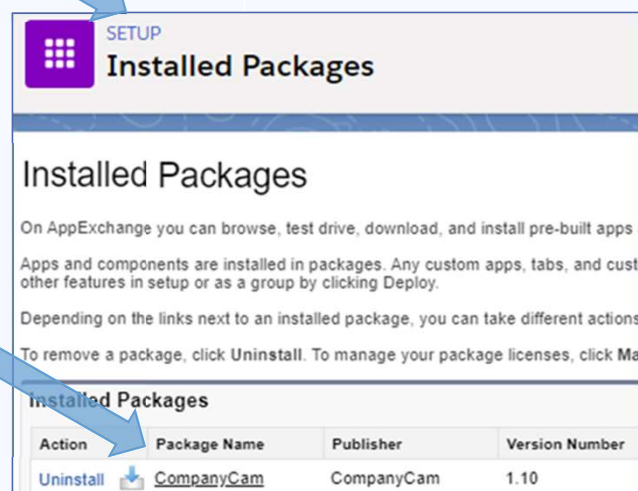 SETUP
Installed Packages
Installed Packages
On AppExchange you can browse, test drive, download, and install pre-built apps
Apps and components are installed in packages. Any custom apps, tabs, and cust
other features in setup or as a group by clicking Deploy.
Depending on the links next to an installed package, you can take different actions
To remove a package, click Uninstall. To manage your package licenses, click Ma
Installed Packages
Action Package Name Publisher Version Number
Uninstall CompanyCam CompanyCam 1.10